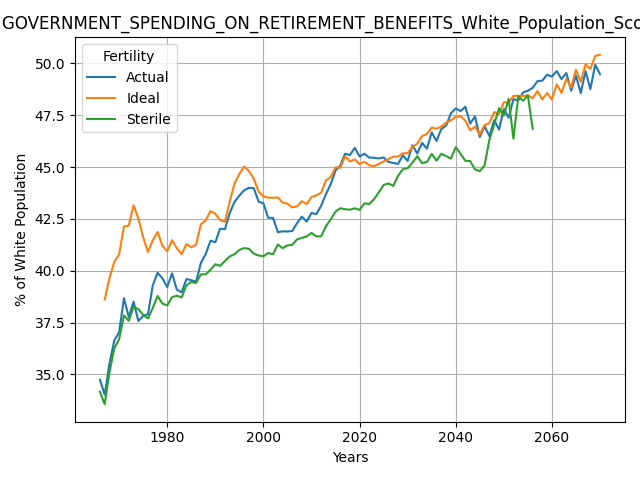 GOVERNMENT_SPENDING_ON_RETIREMENT_BENEFITS_White_Population_Sco
Fertility
Actual
Ideal
Sterile
% of White Population
50.0
47.5
45.0
42.5
40.0
37.5
35.0
1980
2000
2020
2040
2060
Years